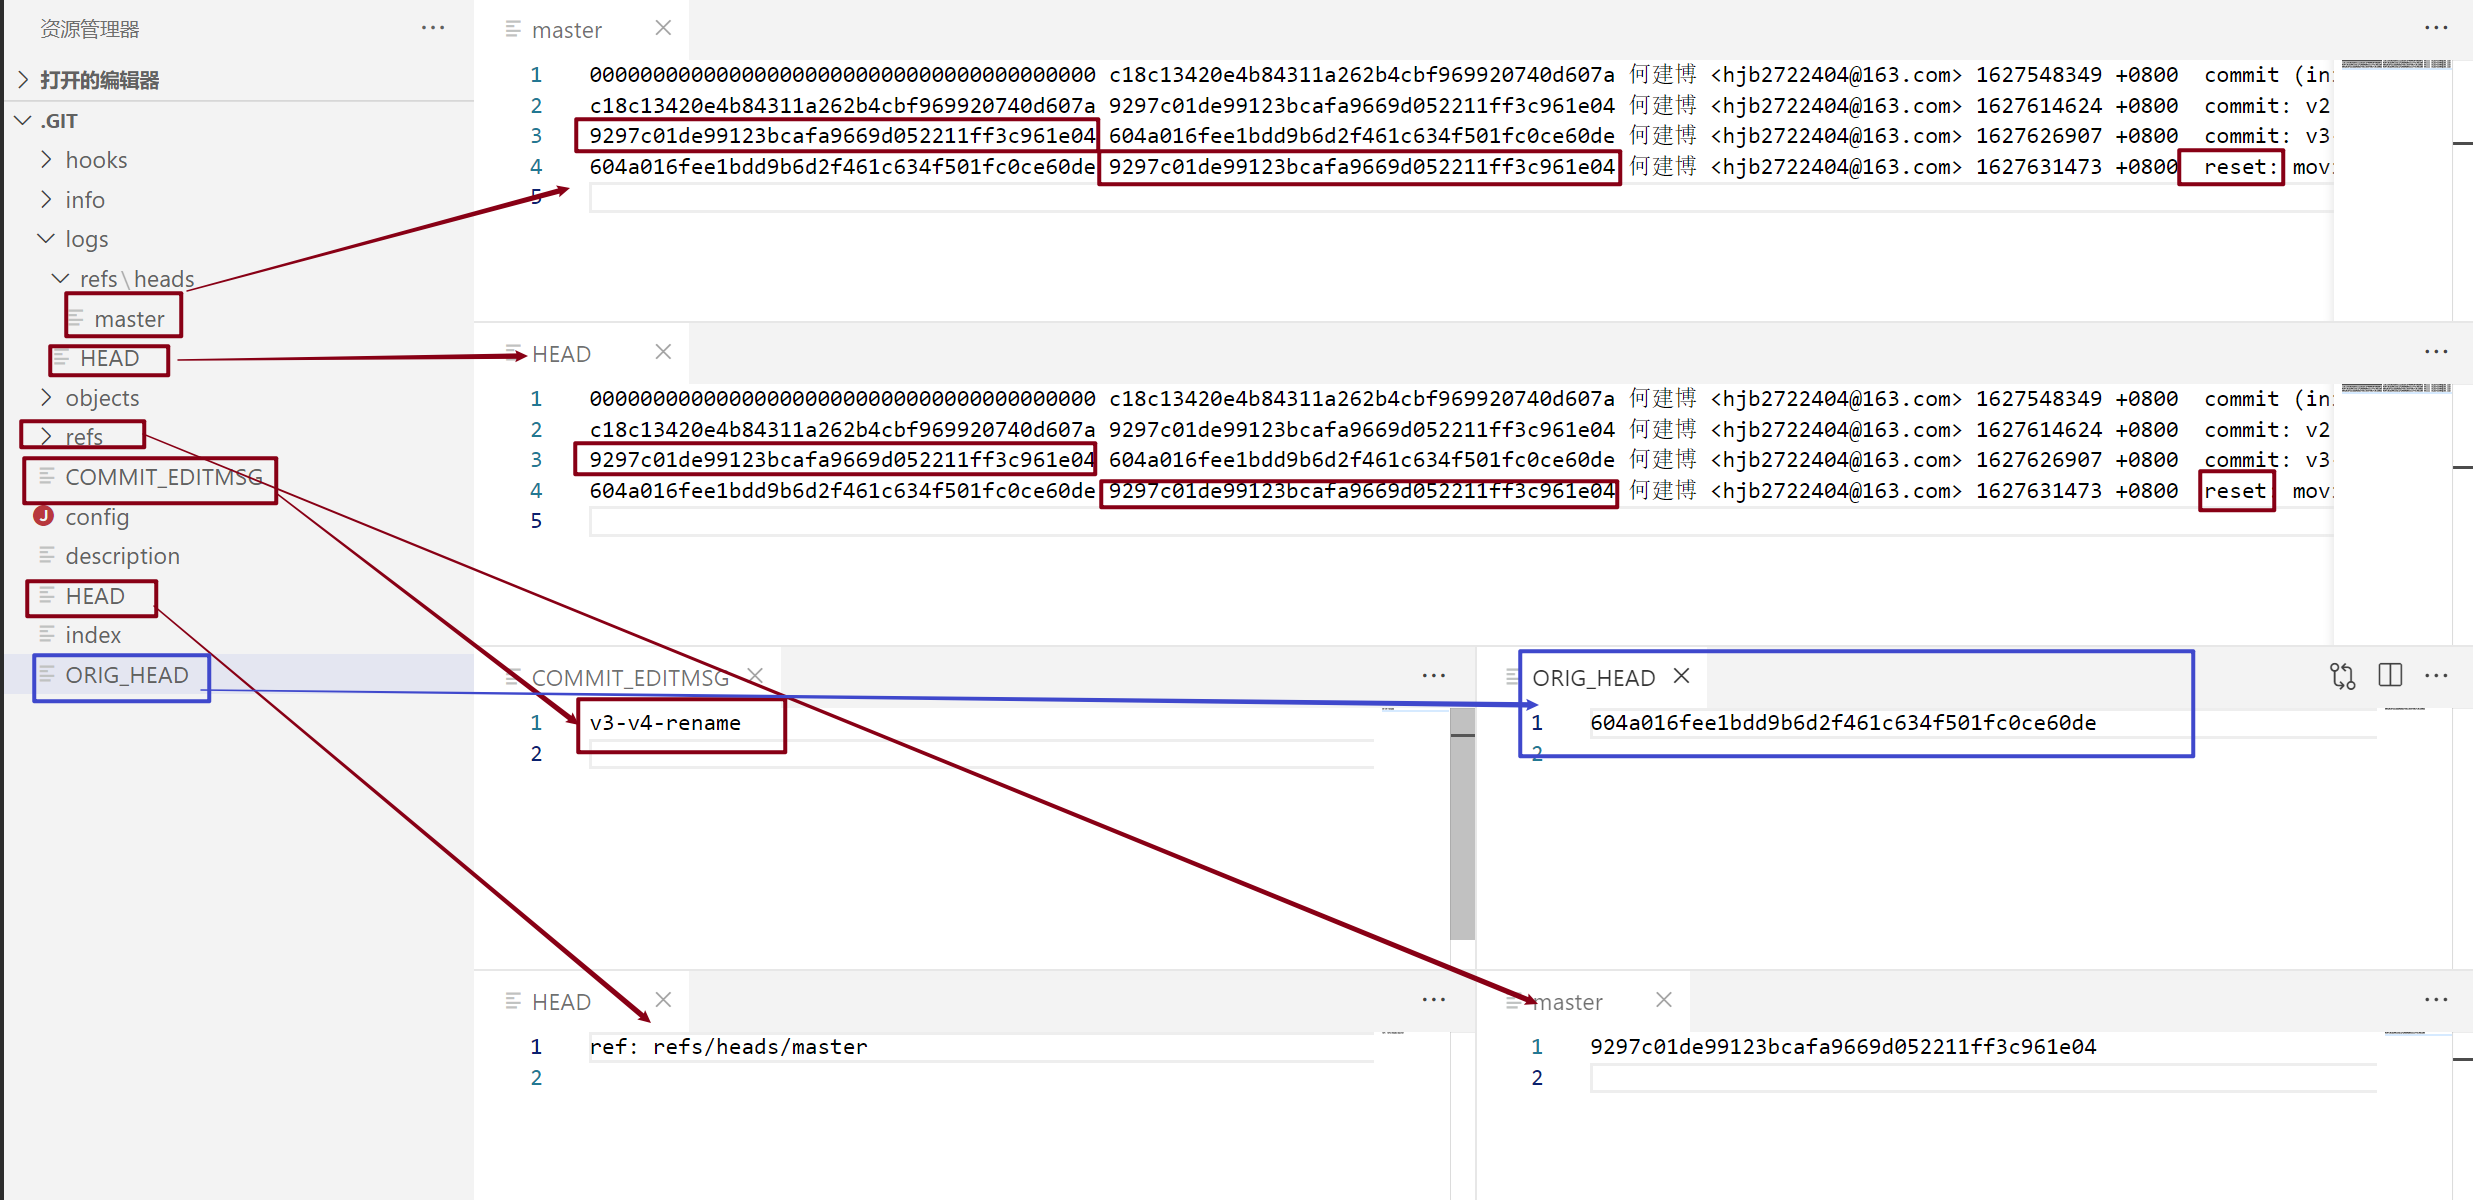 资源管理器
打开的编辑器
.GIT
hooks
info
logs
refs\heads
master
HEAD
objects
refs
COMMIT_EDITMSG
config
description
HEAD
index
ORIG_HEAD
master
1 0000000000000000000000000000000000000000 c18c13420e4b84311a262b4cbf969920740d607a 何建博 <hjb2722404@163.com> 1627548349 +0800 commit (in
2 c18c13420e4b84311a262b4cbf969920740d607a 9297c01de99123bcafa9669d052211ff3c961e04 何建博 <hjb2722404@163.com> 1627614624 +0800 commit: v2
3 9297c01de99123bcafa9669d052211ff3c961e04 604a016fee1bdd9b6d2f461c634f501fc0ce60de 何建博 <hjb2722404@163.com> 1627626907 +0800 commit: v3
4 604a016fee1bdd9b6d2f461c634f501fc0ce60de 9297c01de99123bcafa9669d052211ff3c961e04 何建博 <hjb2722404@163.com> 1627631473 +0800 reset: mov
5
HEAD
1 0000000000000000000000000000000000000000 c18c13420e4b84311a262b4cbf969920740d607a 何建博 <hjb2722404@163.com> 1627548349 +0800 commit (in
2 c18c13420e4b84311a262b4cbf969920740d607a 9297c01de99123bcafa9669d052211ff3c961e04 何建博 <hjb2722404@163.com> 1627614624 +0800 commit: v2
3 9297c01de99123bcafa9669d052211ff3c961e04 604a016fee1bdd9b6d2f461c634f501fc0ce60de 何建博 <hjb2722404@163.com> 1627626907 +0800 commit: v3
4 604a016fee1bdd9b6d2f461c634f501fc0ce60de 9297c01de99123bcafa9669d052211ff3c961e04 何建博 <hjb2722404@163.com> 1627631473 +0800 reset: mov
5
COMMIT_EDITMSG
1 v3-v4-rename
2
ORIG_HEAD
1 604a016fee1bdd9b6d2f461c634f501fc0ce60de
2
HEAD
1 ref: refs/heads/master
2
master
1 9297c01de99123bcafa9669d052211ff3c961e04
2